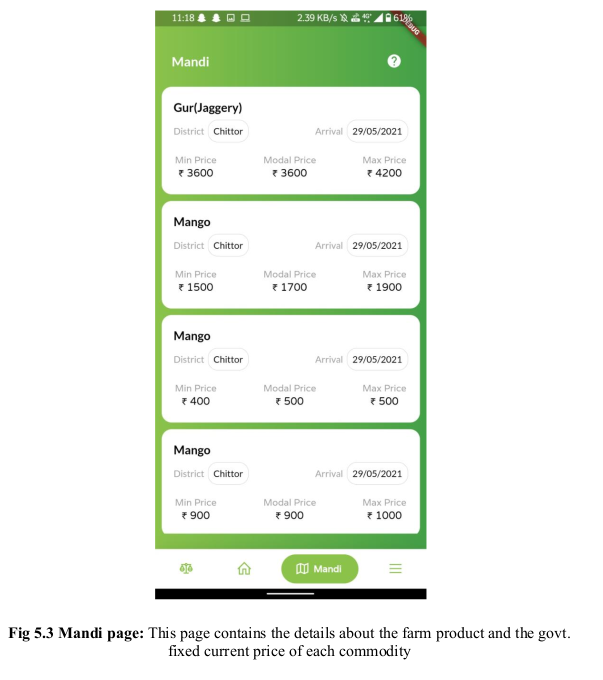 11:18 2.39 KB/s 4G+ 61%
Mandi
Gur(Jaggery)
District Chittor Arrival 29/05/2021
Min Price Modal Price Max Price
₹ 3600 ₹ 3600 ₹ 4200
Mango
District Chittor Arrival 29/05/2021
Min Price Modal Price Max Price
₹ 1500 ₹ 1700 ₹ 1900
Mango
District Chittor Arrival 29/05/2021
Min Price Modal Price Max Price
₹ 400 ₹ 500 ₹ 500
Mango
District Chittor Arrival 29/05/2021
Min Price Modal Price Max Price
₹ 900 ₹ 900 ₹ 1000
Mandi
Fig 5.3 Mandi page: This page contains the details about the farm product and the govt.
fixed current price of each commodity